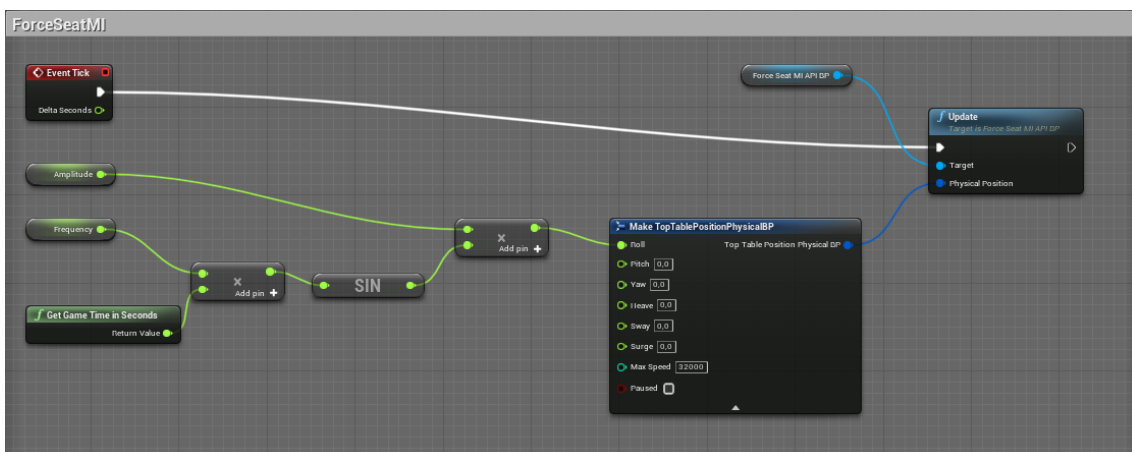 ForceSeatMI
Event Tick
Delta Seconds
Force Seat MI API BP
Update
Target is Force Seat MI API BP
Target
Physical Position
Amplitude
Frequency
×
Add pin +
SIN
×
Add pin +
Get Game Time in Seconds
Return Value
Make TopTablePositionPhysicalBP
Roll
Top Table Position Physical BP
Pitch 0,0
Yaw 0,0
Heave 0,0
Sway 0,0
Surge 0,0
Max Speed 32000
Paused